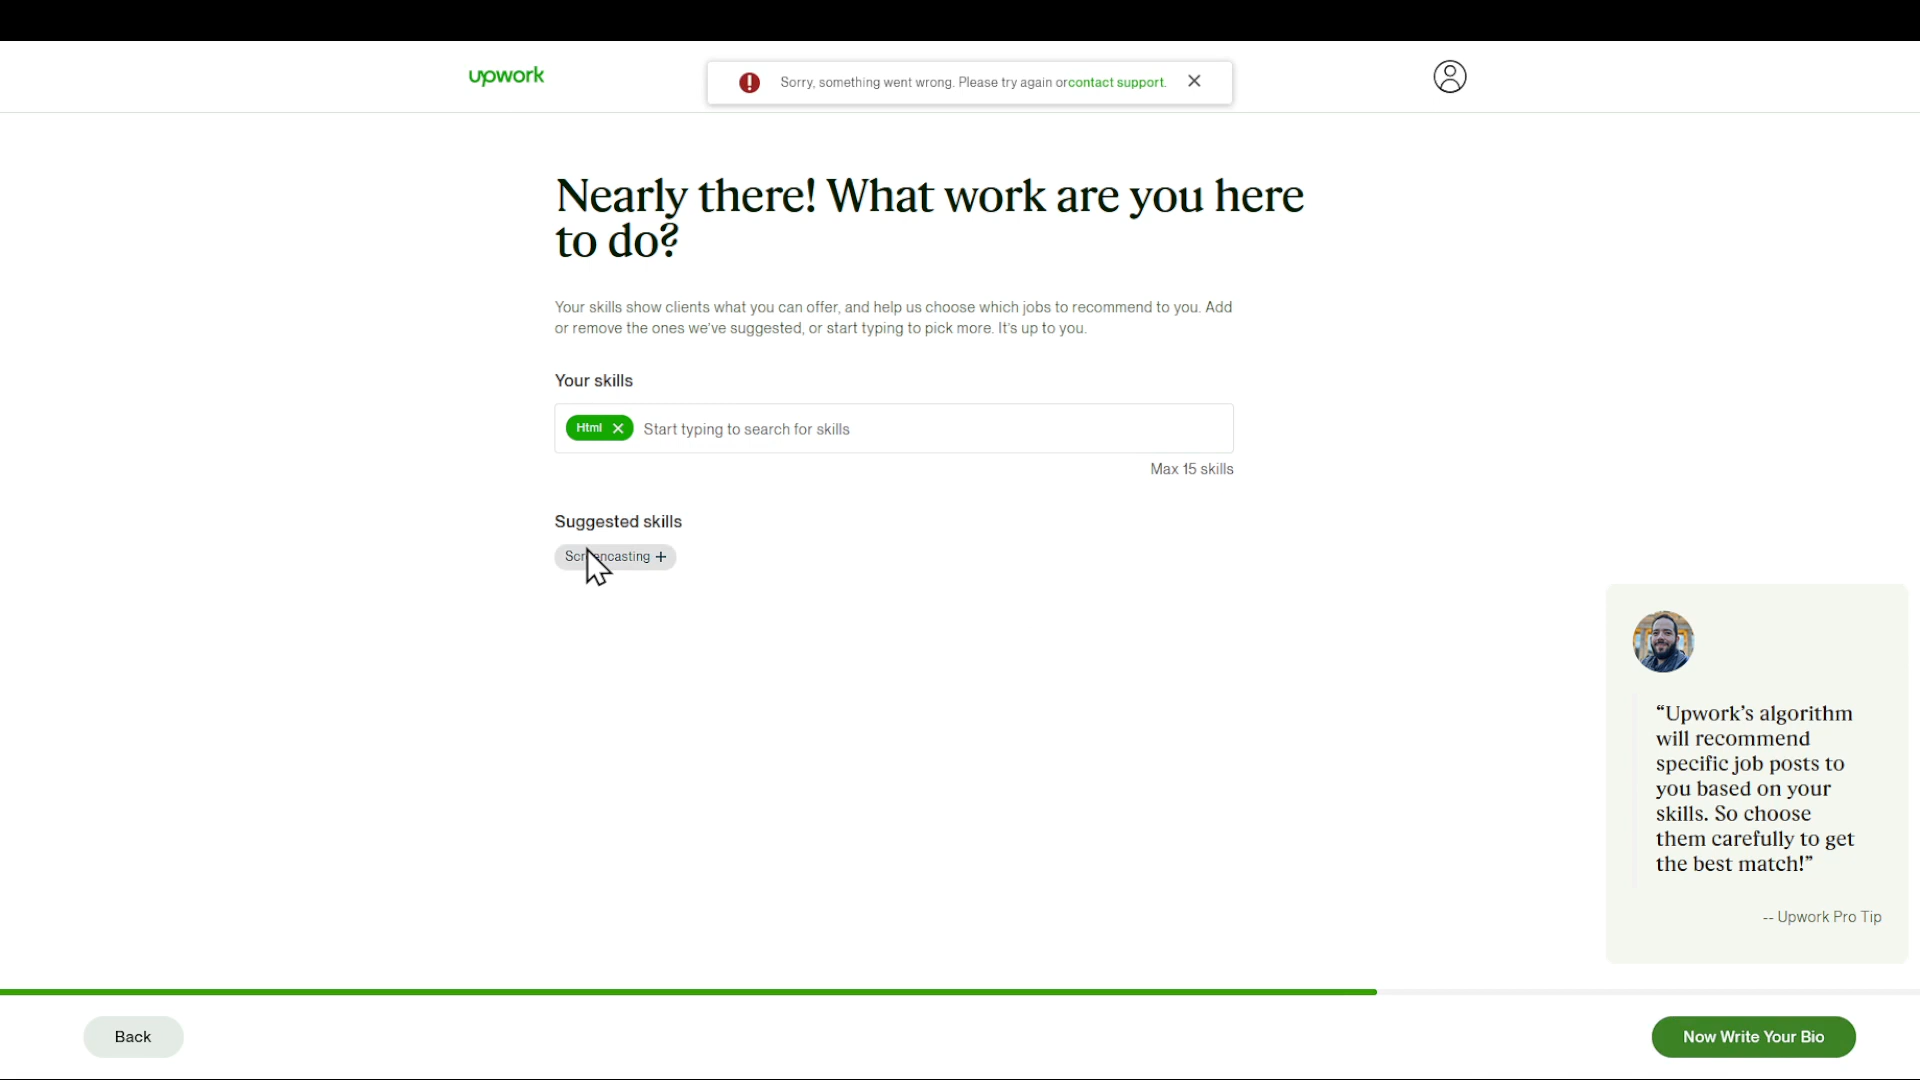 upwork
Sorry, something went wrong. Please try again orcontact support.
Nearly there! What work are you here
to do?
Your skills show clients what you can offer, and help us choose which jobs to recommend to you. Add
or remove the ones we've suggested, or start typing to pick more. It's up to you.
Your skills
Html Start typing to search for skills
Max 15 skills
Suggested skills
Screencasting +
“Upwork’s algorithm
will recommend
specific job posts to
you based on your
skills. So choose
them carefully to get
the best match!”
-- Upwork Pro Tip
Back
Now Write Your Bio